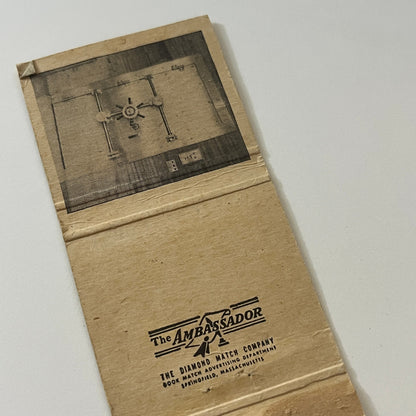 The AMBASSADOR
THE DIAMOND MATCH COMPANY
BOOK MATCH ADVERTISING DEPARTMENT
SPRINGFIELD, MASSACHUSETTS